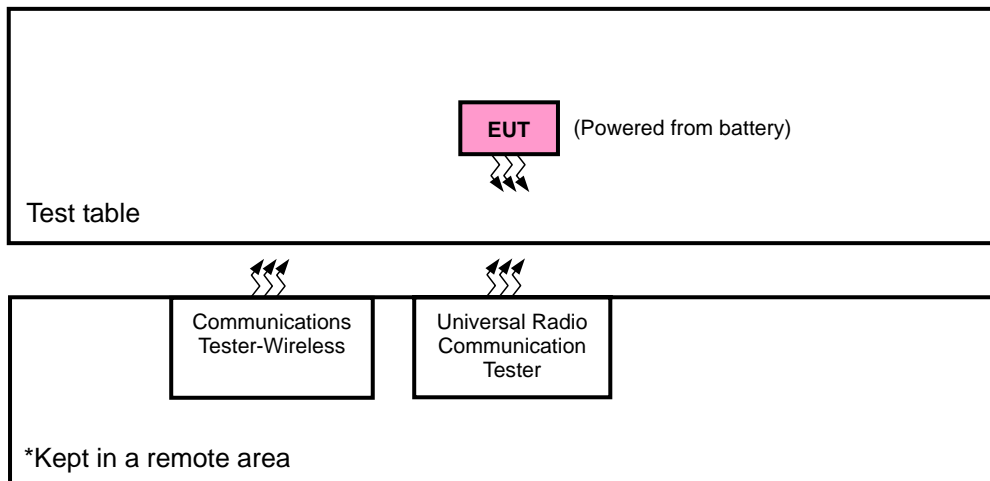 EUT
(Powered from battery)
Test table
Communications
Tester-Wireless
Universal Radio
Communication
Tester
*Kept in a remote area